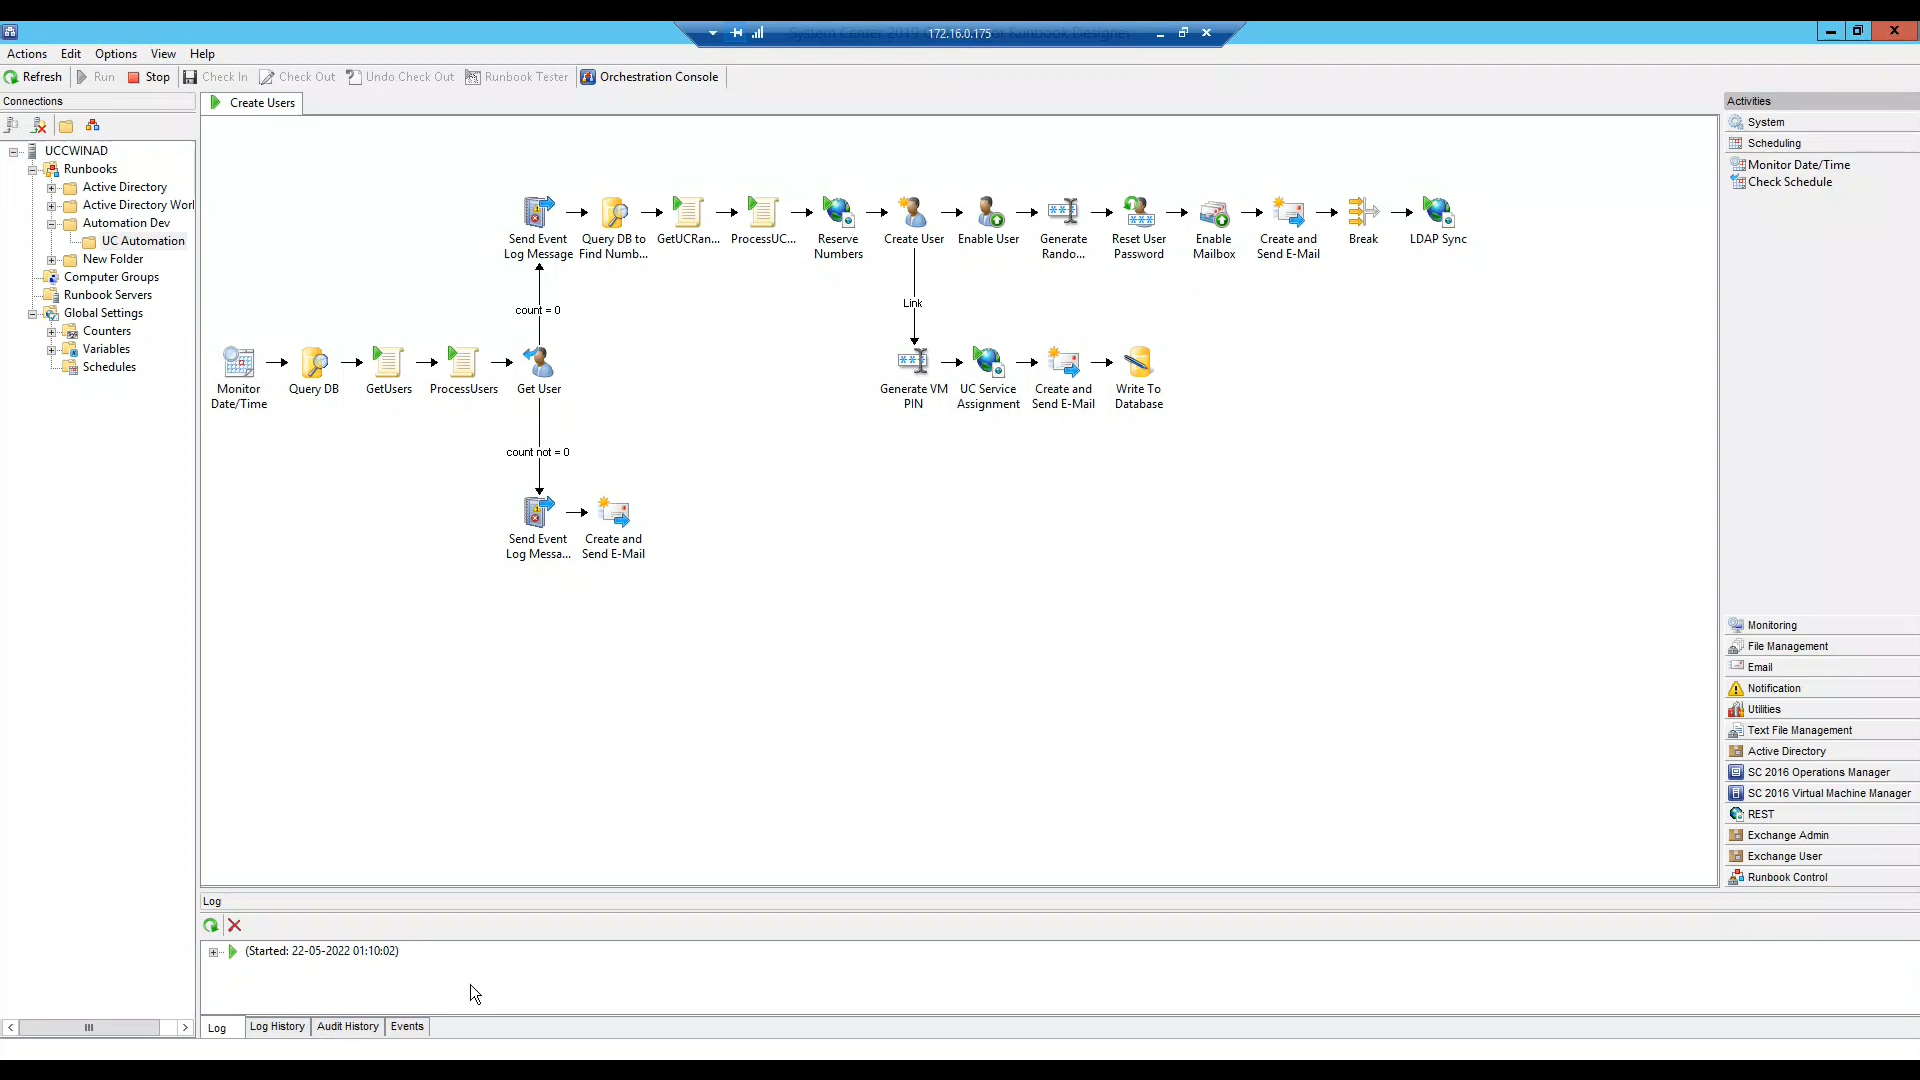 System Center 2019
172.16.0.175
Runbook Designer
Actions Edit Options View Help
Refresh Run Stop Check In Check Out Undo Check Out Runbook Tester Orchestration Console
Connections
UCCWINAD
Runbooks
Active Directory
Active Directory Worl
Automation Dev
UC Automation
New Folder
Computer Groups
Runbook Servers
Global Settings
Counters
Variables
Schedules
Create Users
Send Event
Log Message
Query DB to
Find Numb...
GetUCRan...
ProcessUC...
Reserve
Numbers
Create User
Enable User
Generate
Rando...
Reset User
Password
Enable
Mailbox
Create and
Send E-Mail
Break
LDAP Sync
count = 0
Link
Monitor
Date/Time
Query DB
GetUsers
ProcessUsers
Get User
Generate VM
PIN
UC Service
Assignment
Create and
Send E-Mail
Write To
Database
count not = 0
Send Event
Log Messa...
Create and
Send E-Mail
Activities
System
Scheduling
Monitor Date/Time
Check Schedule
Monitoring
File Management
Email
Notification
Utilities
Text File Management
Active Directory
SC 2016 Operations Manager
SC 2016 Virtual Machine Manager
REST
Exchange Admin
Exchange User
Runbook Control
Log
(Started: 22-05-2022 01:10:02)
Log Log History Audit History Events